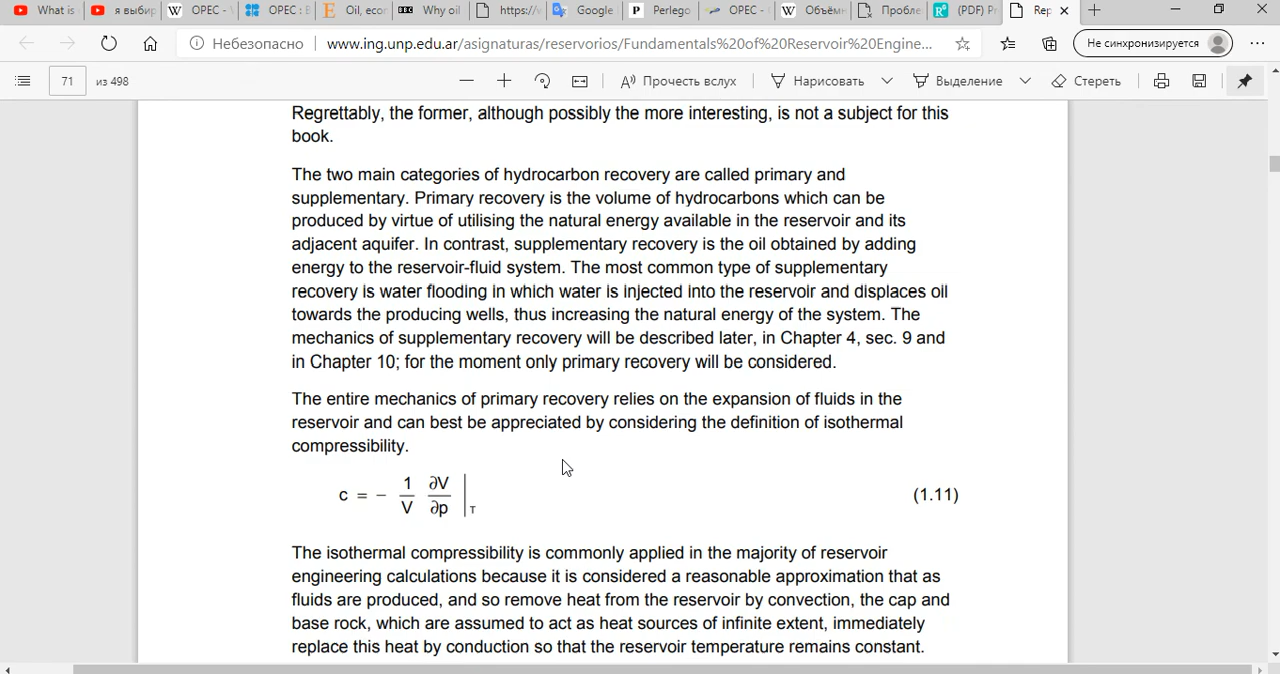 What is
я выбир
OPEC -
OPEC : B
Oil, ecor
Why oil
https://
Google
Perlego
OPEC -
Объём
Пробле
(PDF) P
Rep
Небезопасно
www.ing.unp.edu.ar/asignaturas/reservorios/Fundamentals%20of%20Reservoir%20Engine...
Не синхронизируется
71 из 498
Прочесть вслух
Нарисовать
Выделение
Стереть
Regrettably, the former, although possibly the more interesting, is not a subject for this
book.
The two main categories of hydrocarbon recovery are called primary and
supplementary. Primary recovery is the volume of hydrocarbons which can be
produced by virtue of utilising the natural energy available in the reservoir and its
adjacent aquifer. In contrast, supplementary recovery is the oil obtained by adding
energy to the reservoir-fluid system. The most common type of supplementary
recovery is water flooding in which water is injected into the reservoir and displaces oil
towards the producing wells, thus increasing the natural energy of the system. The
mechanics of supplementary recovery will be described later, in Chapter 4, sec. 9 and
in Chapter 10; for the moment only primary recovery will be considered.
The entire mechanics of primary recovery relies on the expansion of fluids in the
reservoir and can best be appreciated by considering the definition of isothermal
compressibility.
c = − 1/V ∂V/∂p |T (1.11)
The isothermal compressibility is commonly applied in the majority of reservoir
engineering calculations because it is considered a reasonable approximation that as
fluids are produced, and so remove heat from the reservoir by convection, the cap and
base rock, which are assumed to act as heat sources of infinite extent, immediately
replace this heat by conduction so that the reservoir temperature remains constant.